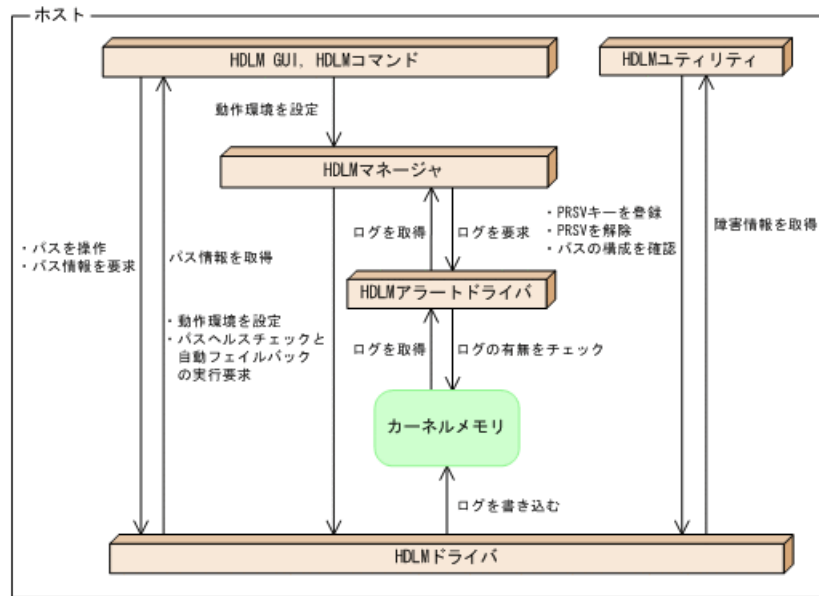 ホスト
HDLM GUI, HDLMコマンド
HDLMユティリティ
動作環境を設定
HDLMマネージャ
・パスを操作
・パス情報を要求
パス情報を取得
ログを取得
ログを要求
・PRSVキーを登録
・PRSVを解除
・パスの構成を確認
障害情報を取得
HDLMアラートドライバ
・動作環境を設定
・パスヘルスチェックと
自動フェイルバック
の実行要求
ログを取得
ログの有無をチェック
カーネルメモリ
ログを書き込む
HDLMドライバ